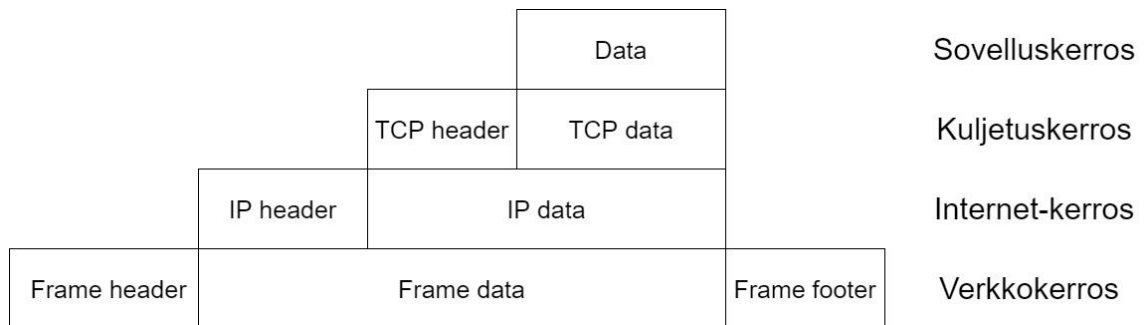 Data Sovelluskerros
TCP header TCP data Kuljetuskerros
IP header IP data Internet-kerros
Frame header Frame data Frame footer Verkkokerros